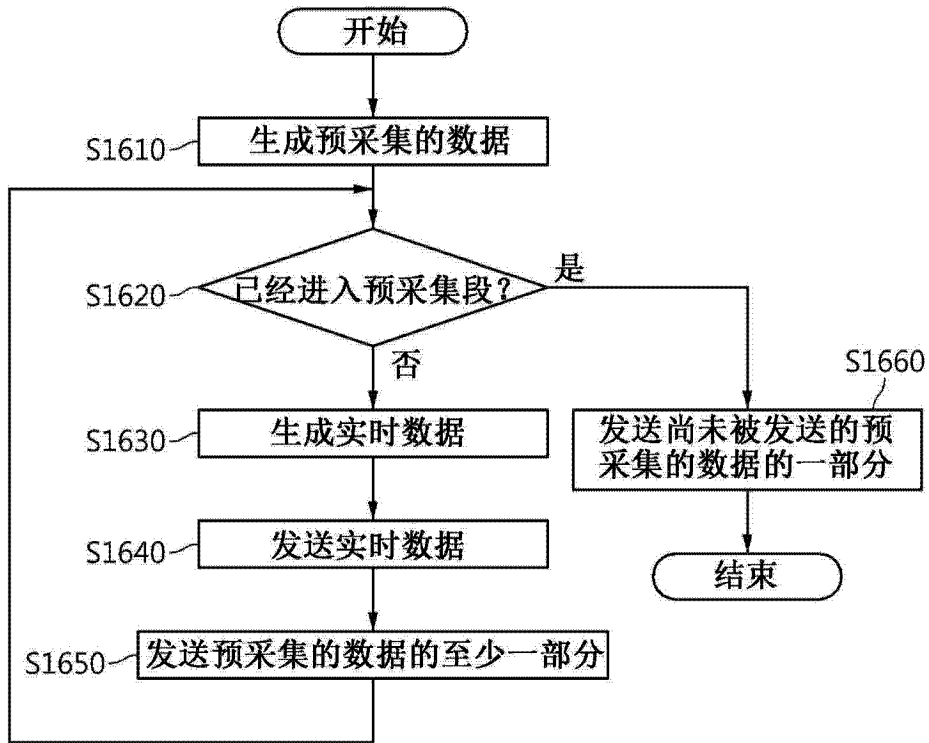 开始
S1610
生成预采集的数据
S1620
已经进入预采集段?
是
否
S1630
生成实时数据
S1640
发送实时数据
S1650
发送预采集的数据的至少一部分
S1660
发送尚未被发送的预
采集的数据的一部分
结束